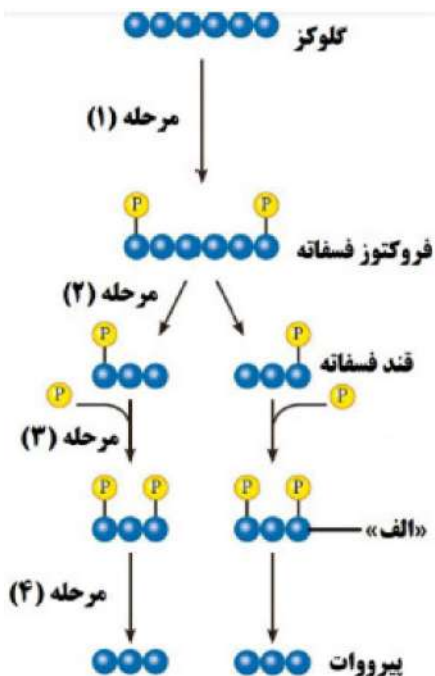 گلوکز
مرحله (۱)
P P
فروکتوز فسفاته
مرحله (۲)
P P
قند فسفاته
P P
مرحله (۳)
P P P P
«الف»
مرحله (۴)
پیرووات